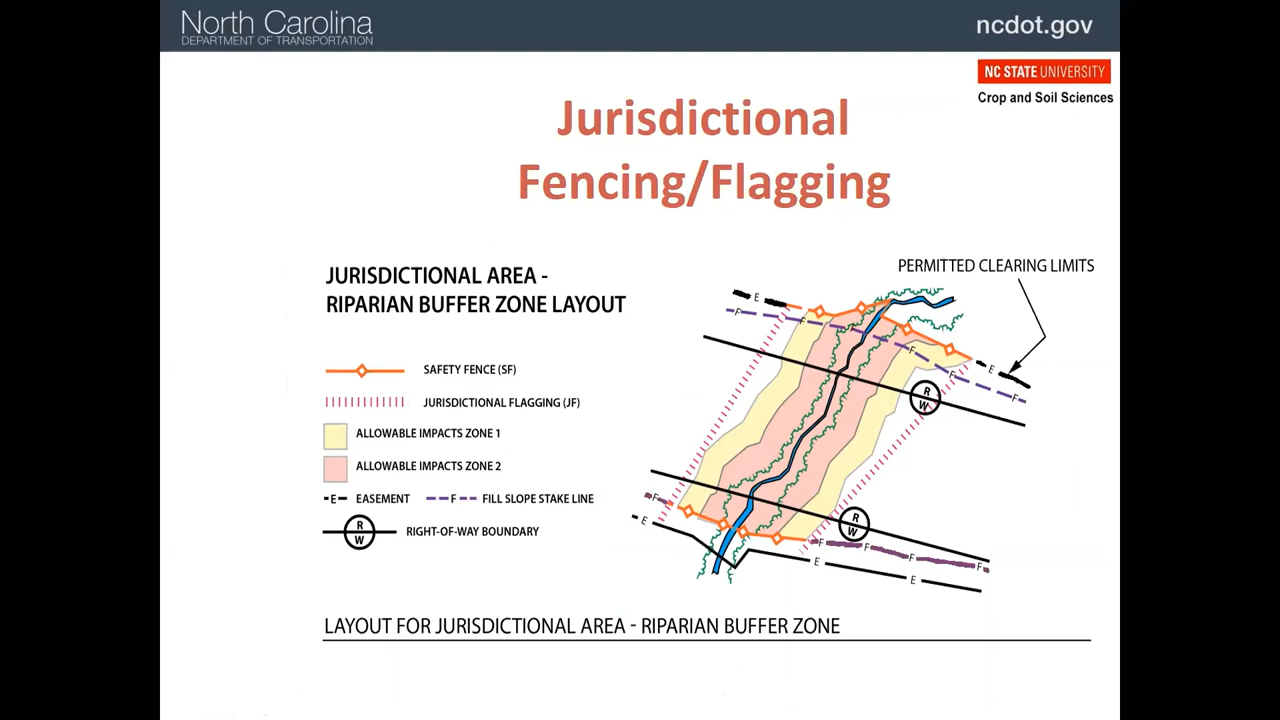 North Carolina
DEPARTMENT OF TRANSPORTATION
ncdot.gov
NC STATE UNIVERSITY
Crop and Soil Sciences
Jurisdictional
Fencing/Flagging
JURISDICTIONAL AREA -
RIPARIAN BUFFER ZONE LAYOUT
SAFETY FENCE (SF)
JURISDICTIONAL FLAGGING (JF)
ALLOWABLE IMPACTS ZONE 1
ALLOWABLE IMPACTS ZONE 2
E EASEMENT F FILL SLOPE STAKE LINE
R
W
RIGHT-OF-WAY BOUNDARY
PERMITTED CLEARING LIMITS
E
F
F
F
F
F
E
F
R
W
F
E
R
W
F
F
F
F
E
E
LAYOUT FOR JURISDICTIONAL AREA - RIPARIAN BUFFER ZONE